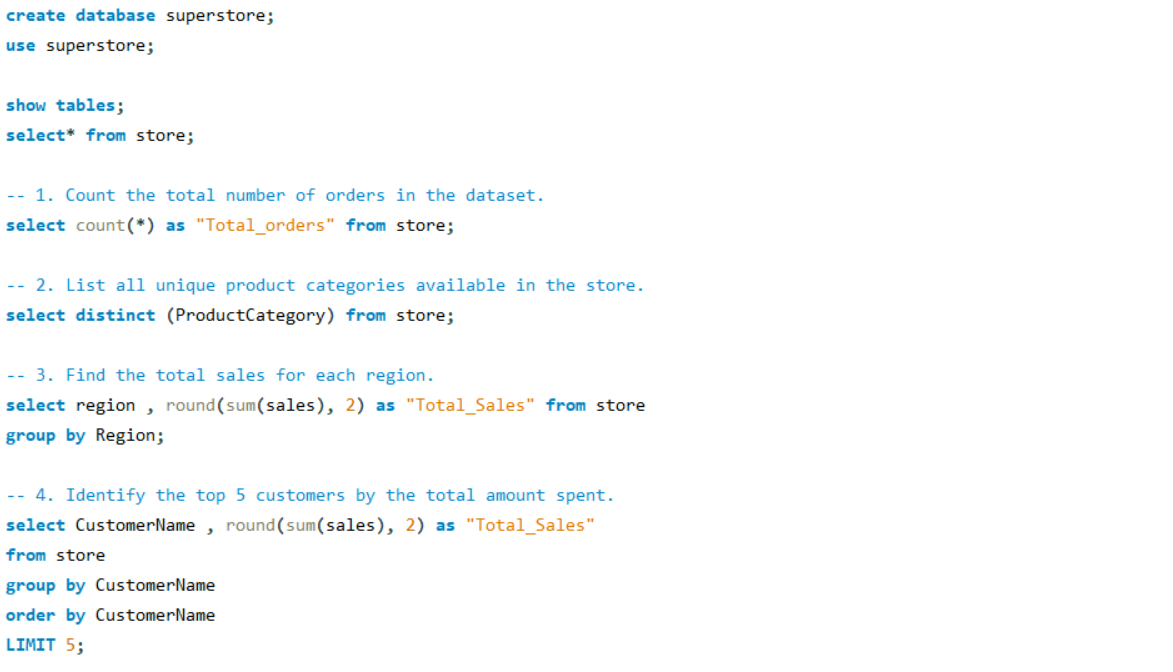 create database superstore;
use superstore;
show tables;
select* from store;
-- 1. Count the total number of orders in the dataset.
select count(*) as "Total_orders" from store;
-- 2. List all unique product categories available in the store.
select distinct (ProductCategory) from store;
-- 3. Find the total sales for each region.
select region , round(sum(sales), 2) as "Total_Sales" from store
group by Region;
-- 4. Identify the top 5 customers by the total amount spent.
select CustomerName , round(sum(sales), 2) as "Total_Sales"
from store
group by CustomerName
order by CustomerName
LIMIT 5;